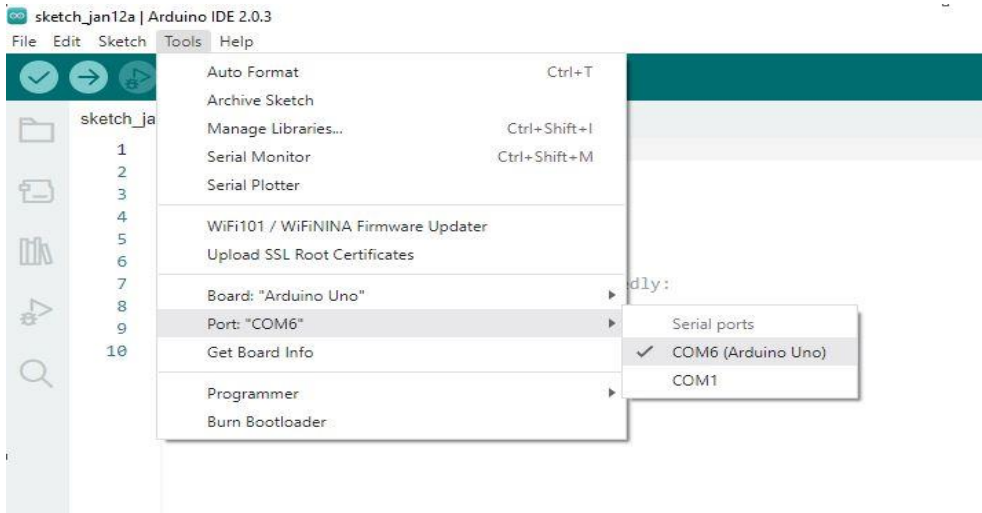 sketch_jan12a | Arduino IDE 2.0.3
File Edit Sketch Tools Help
Auto Format Ctrl+T
Archive Sketch
sketch_ja
Manage Libraries... Ctrl+Shift+I
1
Serial Monitor Ctrl+Shift+M
2
Serial Plotter
3
4
WiFi101 / WiFiNINA Firmware Updater
5
Upload SSL Root Certificates
6
7
dly:
Board: "Arduino Uno"
8
Port: "COM6"
Serial ports
9
Get Board Info
COM6 (Arduino Uno)
10
COM1
Programmer
Burn Bootloader